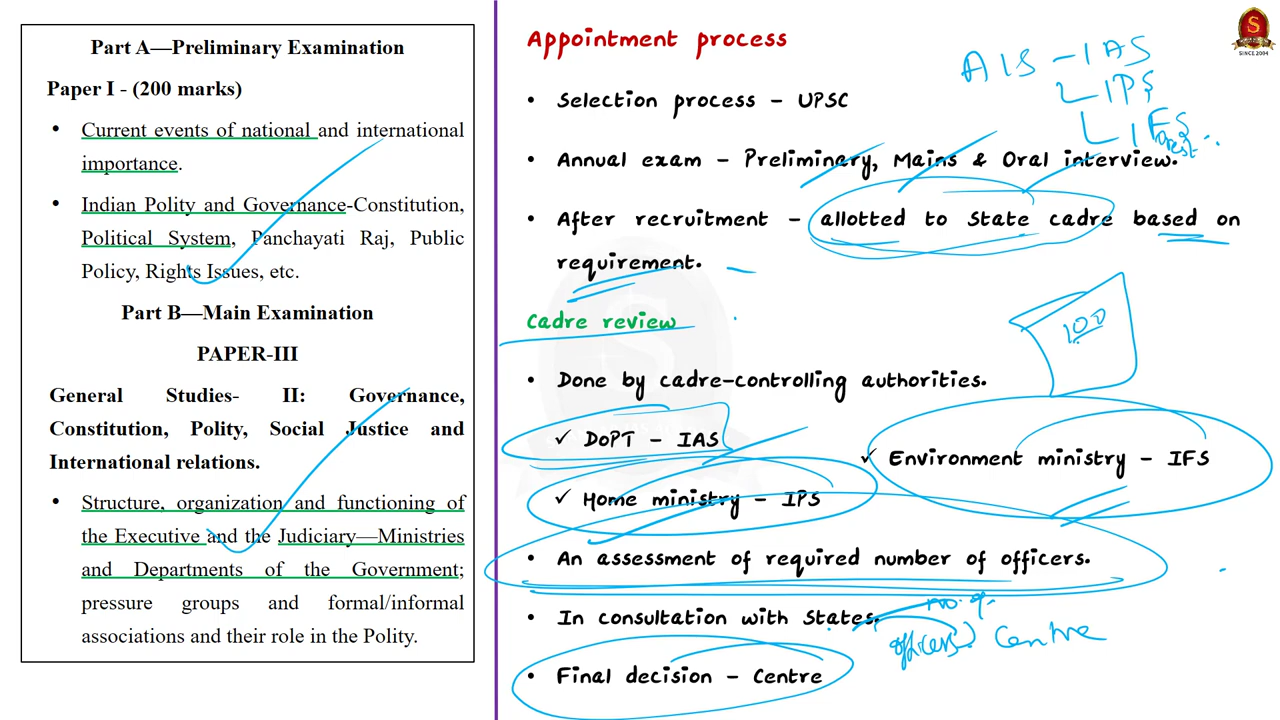 Part A—Preliminary Examination
Paper I - (200 marks)
• Current events of national and international
importance.
• Indian Polity and Governance-Constitution,
Political System, Panchayati Raj, Public
Policy, Rights Issues, etc.
Part B—Main Examination
PAPER-III
General Studies- II: Governance,
Constitution, Polity, Social Justice and
International relations.
• Structure, organization and functioning of
the Executive and the Judiciary—Ministries
and Departments of the Government;
pressure groups and formal/informal
associations and their role in the Polity.
Appointment process
AIS - IAS
IPS
IFS
Forest
• Selection process - UPSC
• Annual exam - Preliminary, Mains & Oral interview.
• After recruitment - allotted to State cadre based on
requirement.
Cadre review
100
• Done by cadre-controlling authorities.
✓ DoPT - IAS
✓ Environment ministry - IFS
✓ Home ministry - IPS
• An assessment of required number of officers.
• In consultation with States.
no. of
officers Centre
• Final decision - Centre
S
SINCE 2004